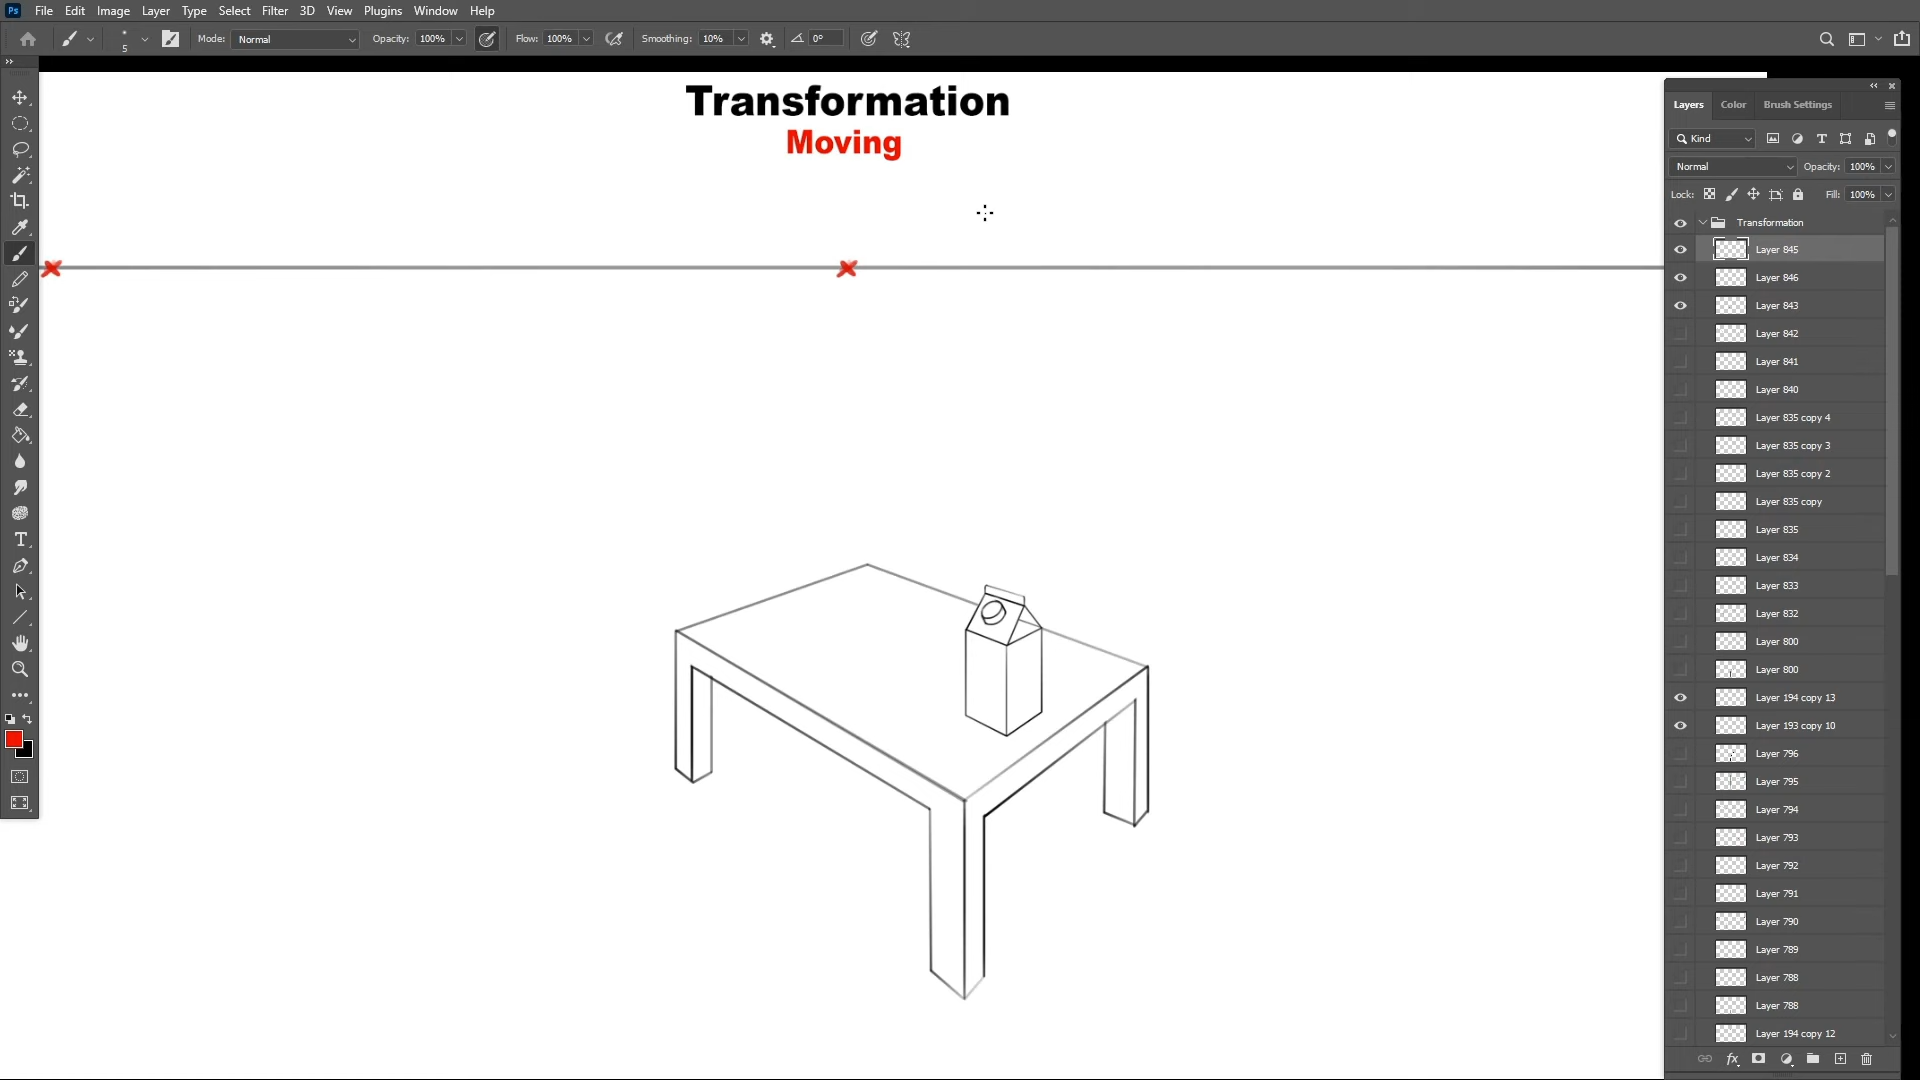 Ps File Edit Image Layer Type Select Filter 3D View Plugins Window Help
5 Mode: Normal Opacity: 100% Flow: 100% Smoothing: 10% 0°
Transformation
Moving
Layers Color Brush Settings
Kind
Normal Opacity: 100%
Lock: Fill: 100%
Transformation
Layer 845
Layer 846
Layer 843
Layer 842
Layer 841
Layer 840
Layer 835 copy 4
Layer 835 copy 3
Layer 835 copy 2
Layer 835 copy
Layer 835
Layer 834
Layer 833
Layer 832
Layer 800
Layer 800
Layer 194 copy 13
Layer 193 copy 10
Layer 796
Layer 795
Layer 794
Layer 793
Layer 792
Layer 791
Layer 790
Layer 789
Layer 788
Layer 788
Layer 194 copy 12
fx